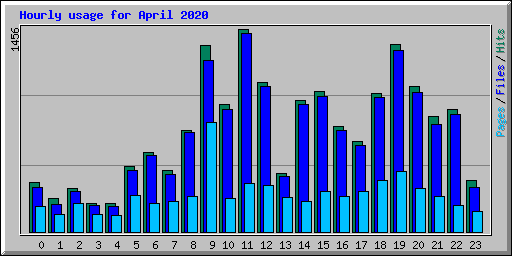 Hourly usage for April 2020
1456
Pages / Files / Hits
0 1 2 3 4 5 6 7 8 9 10 11 12 13 14 15 16 17 18 19 20 21 22 23